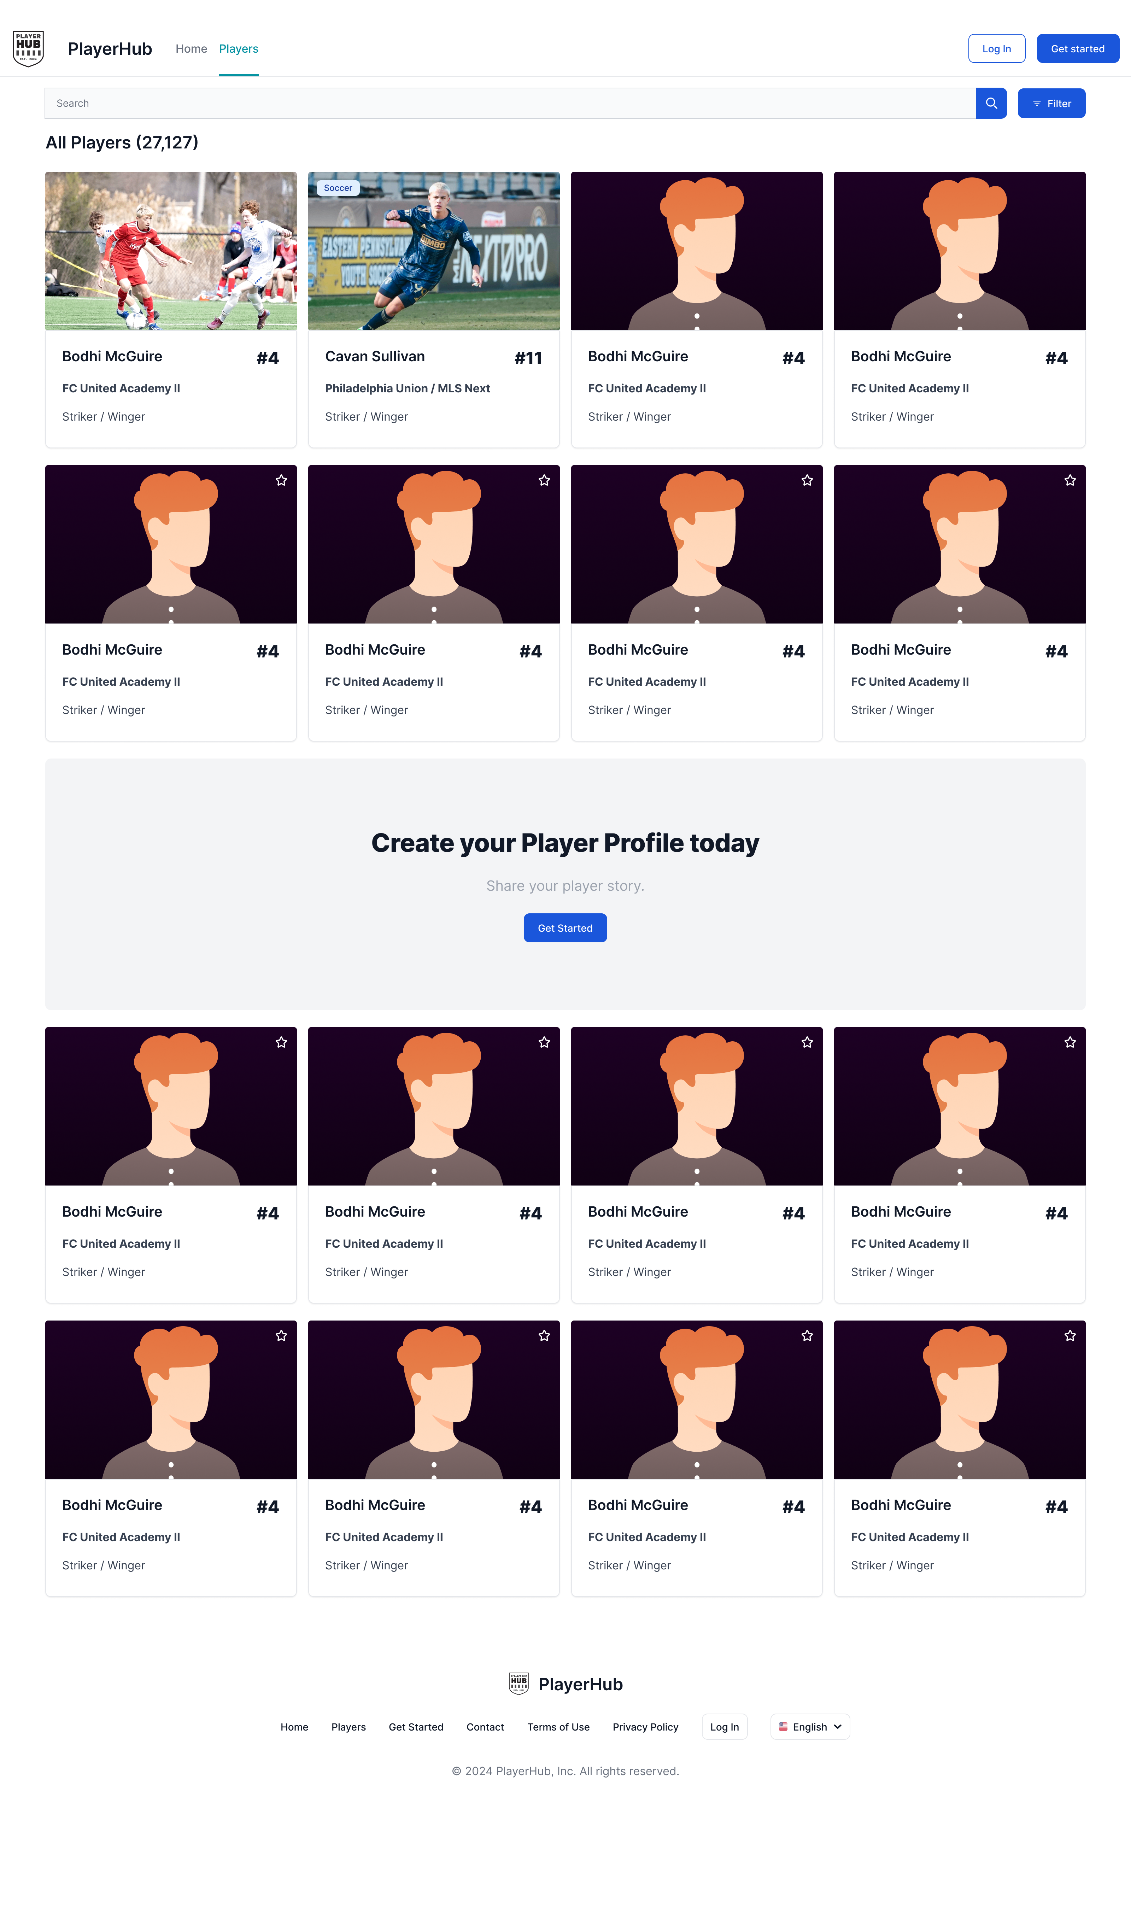 PLAYER
HUB
PlayerHub
Home
Players
Log In
Get started
Search
Filter
All Players (27,127)
Soccer
EASTERN PENNSYLVA
YOUTH SOCCE
BIMBO
Bodhi McGuire
#4
FC United Academy II
Striker / Winger
Cavan Sullivan
#11
Philadelphia Union / MLS Next
Striker / Winger
Bodhi McGuire
#4
FC United Academy II
Striker / Winger
Bodhi McGuire
#4
FC United Academy II
Striker / Winger
Bodhi McGuire
#4
FC United Academy II
Striker / Winger
Bodhi McGuire
#4
FC United Academy II
Striker / Winger
Bodhi McGuire
#4
FC United Academy II
Striker / Winger
Bodhi McGuire
#4
FC United Academy II
Striker / Winger
Create your Player Profile today
Share your player story.
Get Started
Bodhi McGuire
#4
FC United Academy II
Striker / Winger
Bodhi McGuire
#4
FC United Academy II
Striker / Winger
Bodhi McGuire
#4
FC United Academy II
Striker / Winger
Bodhi McGuire
#4
FC United Academy II
Striker / Winger
Bodhi McGuire
#4
FC United Academy II
Striker / Winger
Bodhi McGuire
#4
FC United Academy II
Striker / Winger
Bodhi McGuire
#4
FC United Academy II
Striker / Winger
Bodhi McGuire
#4
FC United Academy II
Striker / Winger
HUB
PlayerHub
Home
Players
Get Started
Contact
Terms of Use
Privacy Policy
Log In
English
© 2024 PlayerHub, Inc. All rights reserved.